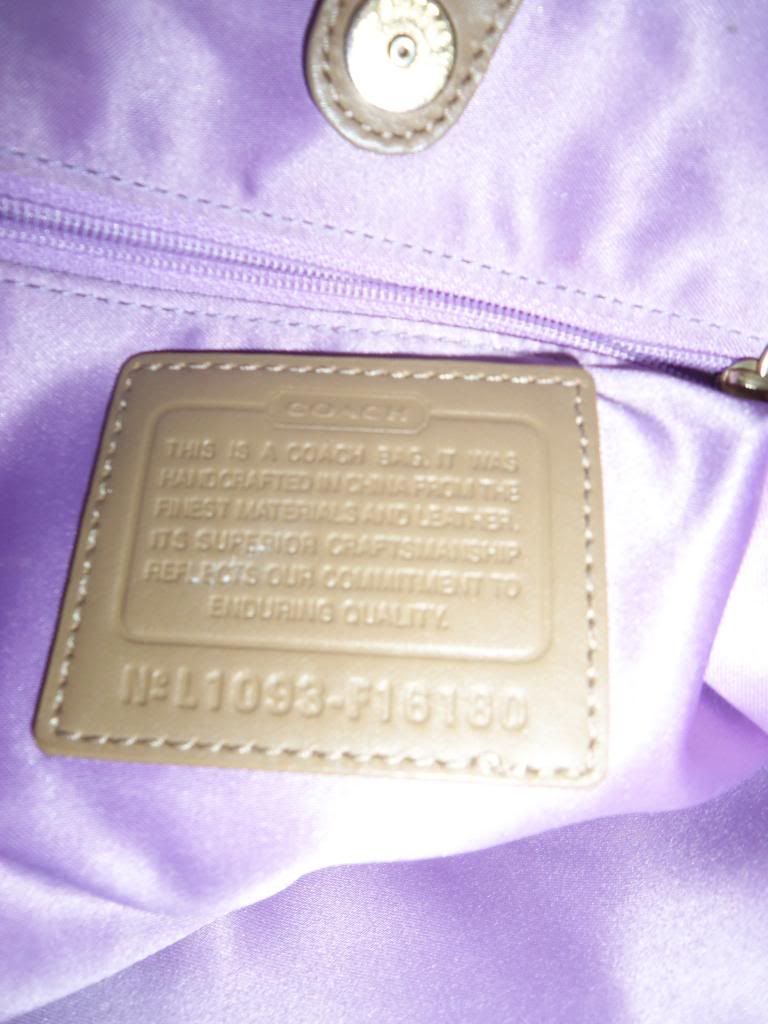 COACH
THIS IS A COACH BAG. IT WAS
HANDCRAFTED IN CHINA FROM THE
FINEST MATERIALS AND LEATHER.
ITS SUPERIOR CRAFTSMANSHIP
REFLECTS OUR COMMITMENT TO
ENDURING QUALITY.
Nº L1093-F16180